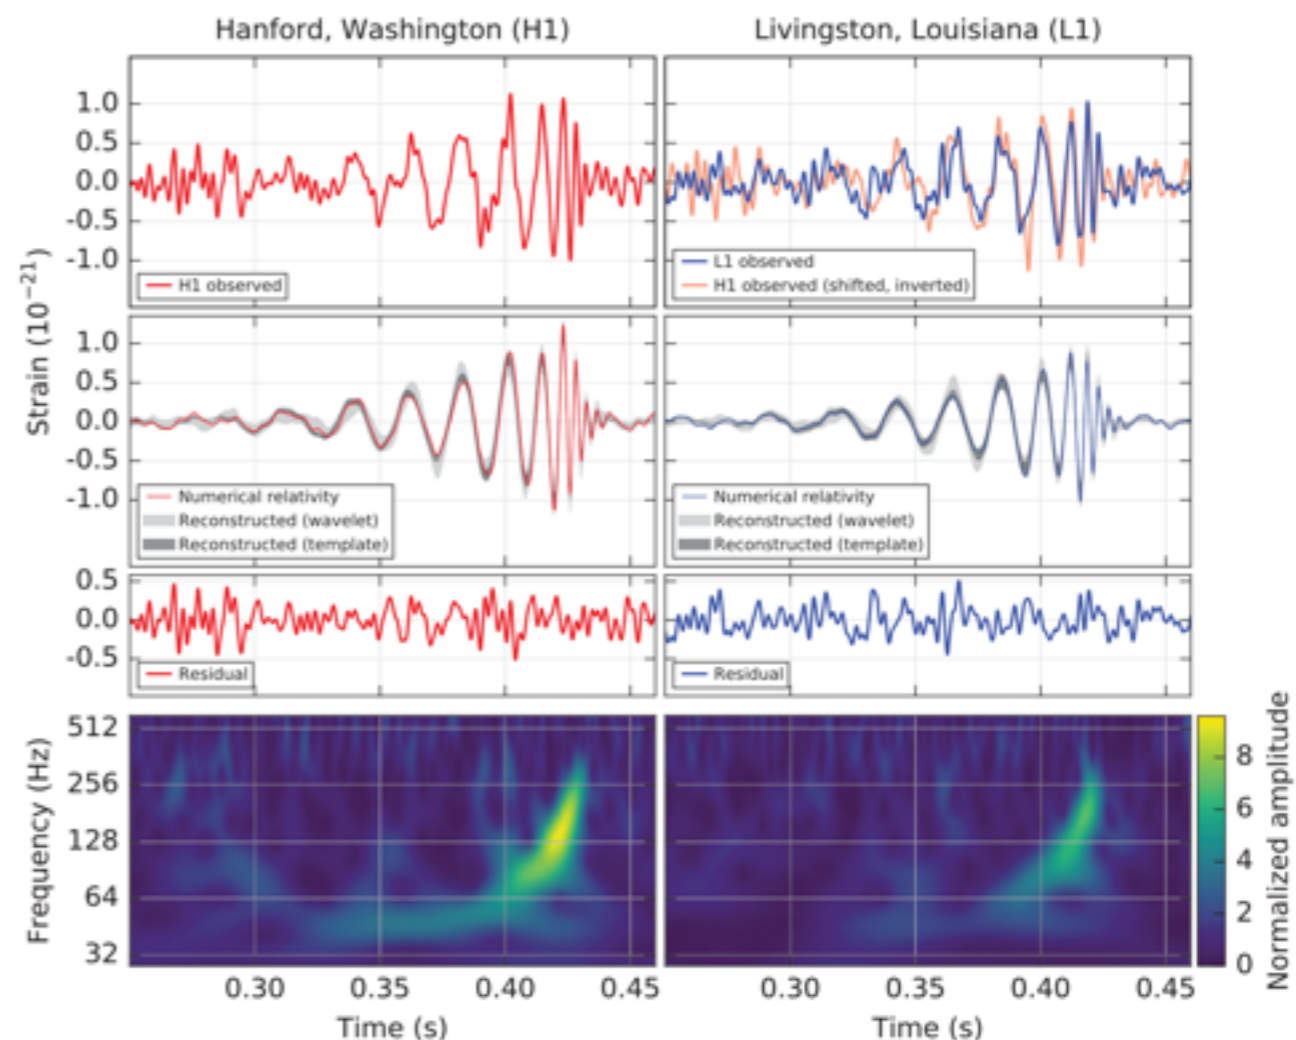 Hanford, Washington (H1)
Livingston, Louisiana (L1)
Strain (10⁻²¹)
1.0
0.5
0.0
-0.5
-1.0
H1 observed
L1 observed
H1 observed (shifted, inverted)
1.0
0.5
0.0
-0.5
-1.0
Numerical relativity
Reconstructed (wavelet)
Reconstructed (template)
Numerical relativity
Reconstructed (wavelet)
Reconstructed (template)
0.5
0.0
-0.5
Residual
Residual
Frequency (Hz)
512
256
128
64
32
0.30 0.35 0.40 0.45
Time (s)
0.30 0.35 0.40 0.45
Time (s)
8
6
4
2
0
Normalized amplitude